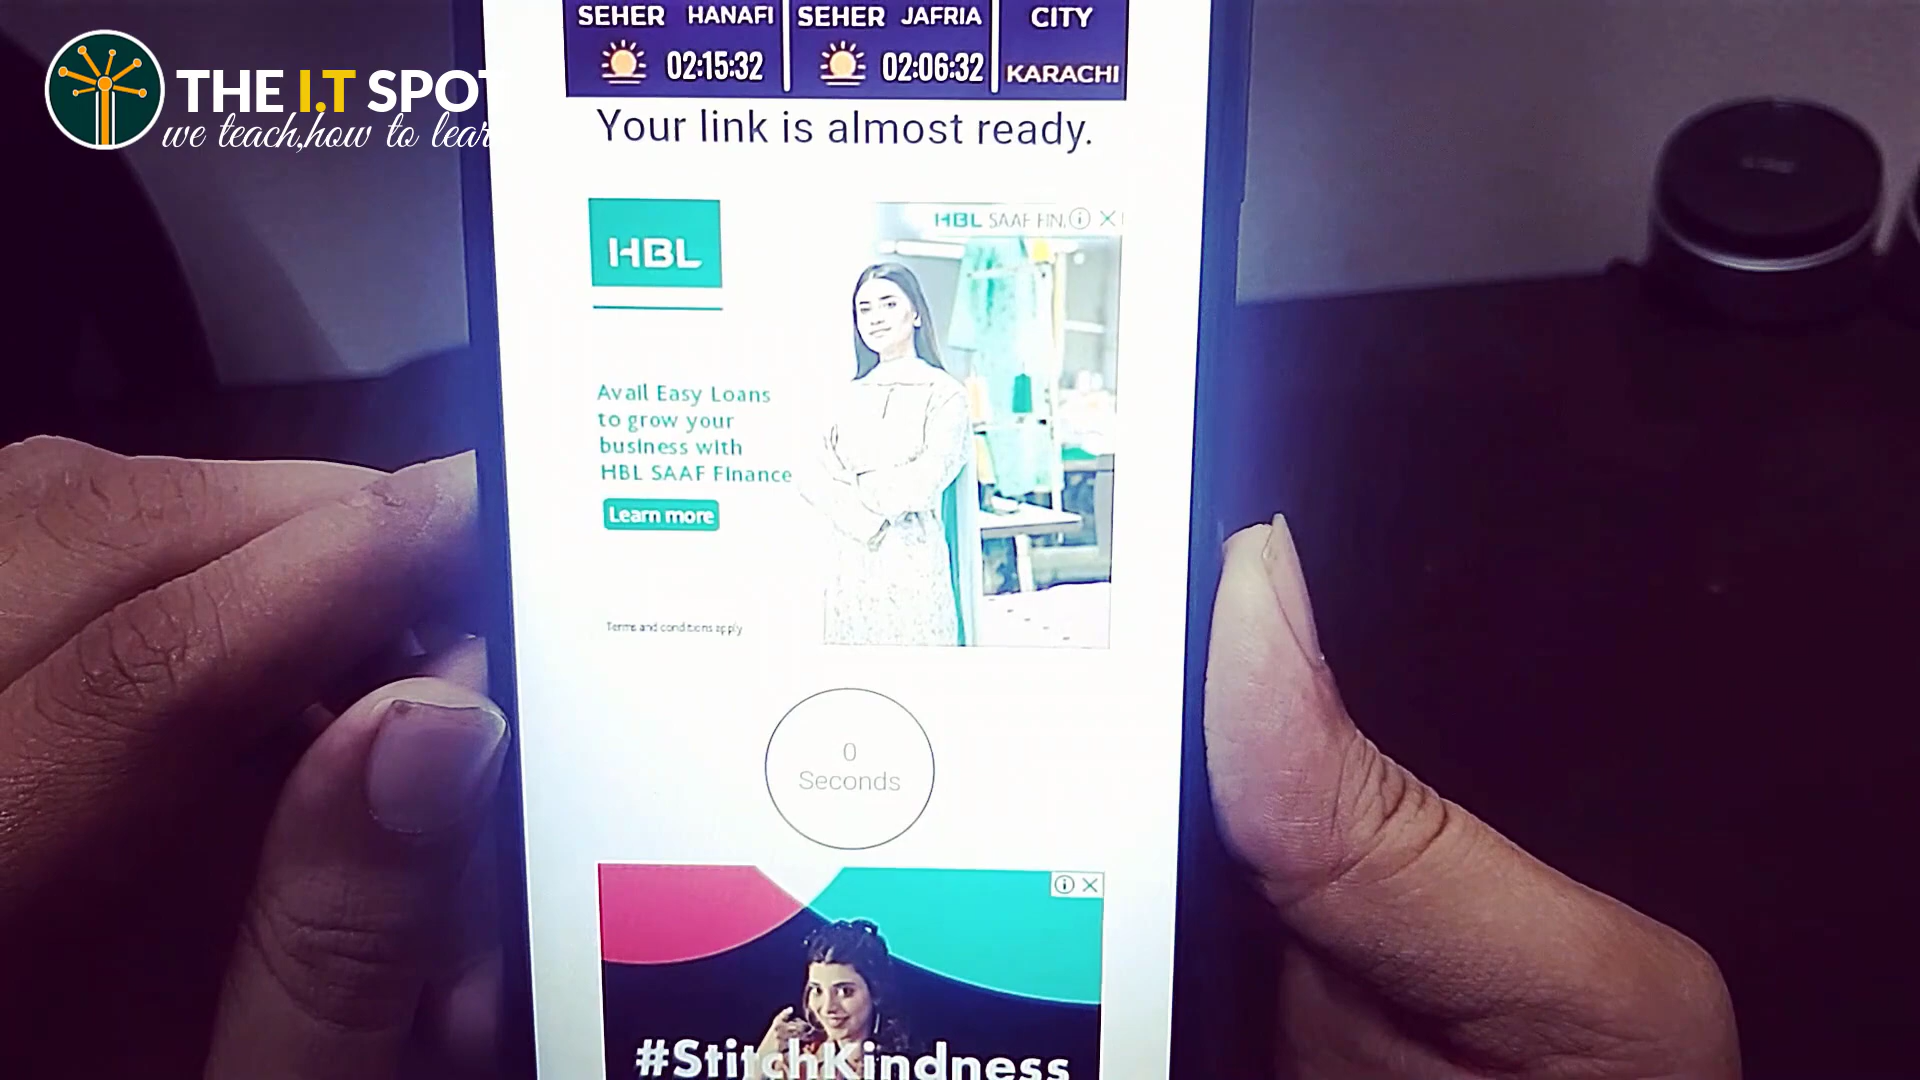 THE I.T SPOT
we teach,how to lear
SEHER HANAFI
02:15:32
SEHER JAFRIA
02:06:32
CITY
KARACHI
Your link is almost ready.
HBL
HBL SAAF FIN.
Avail Easy Loans
to grow your
business with
HBL SAAF Finance
Learn more
Terms and conditions apply
0
Seconds
#StitchKindness